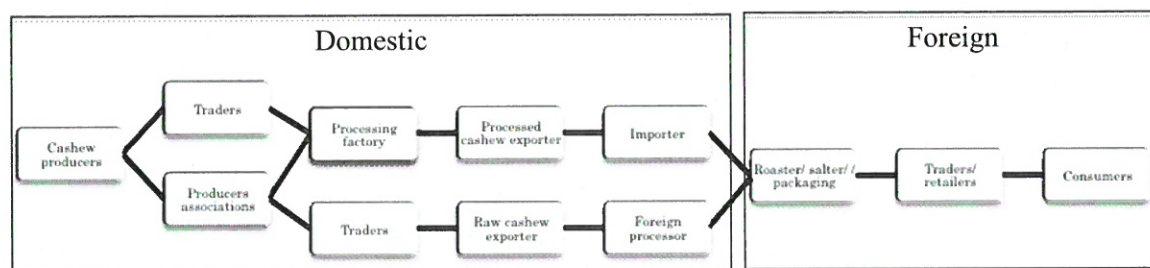 Domestic
Foreign
Cashew
producers
Traders
Producers
associations
Processing
factory
Traders
Processed
cashew exporter
Raw cashew
exporter
Importer
Foreign
processor
Roaster/ salter/ /
packaging
Traders/
retailers
Consumers